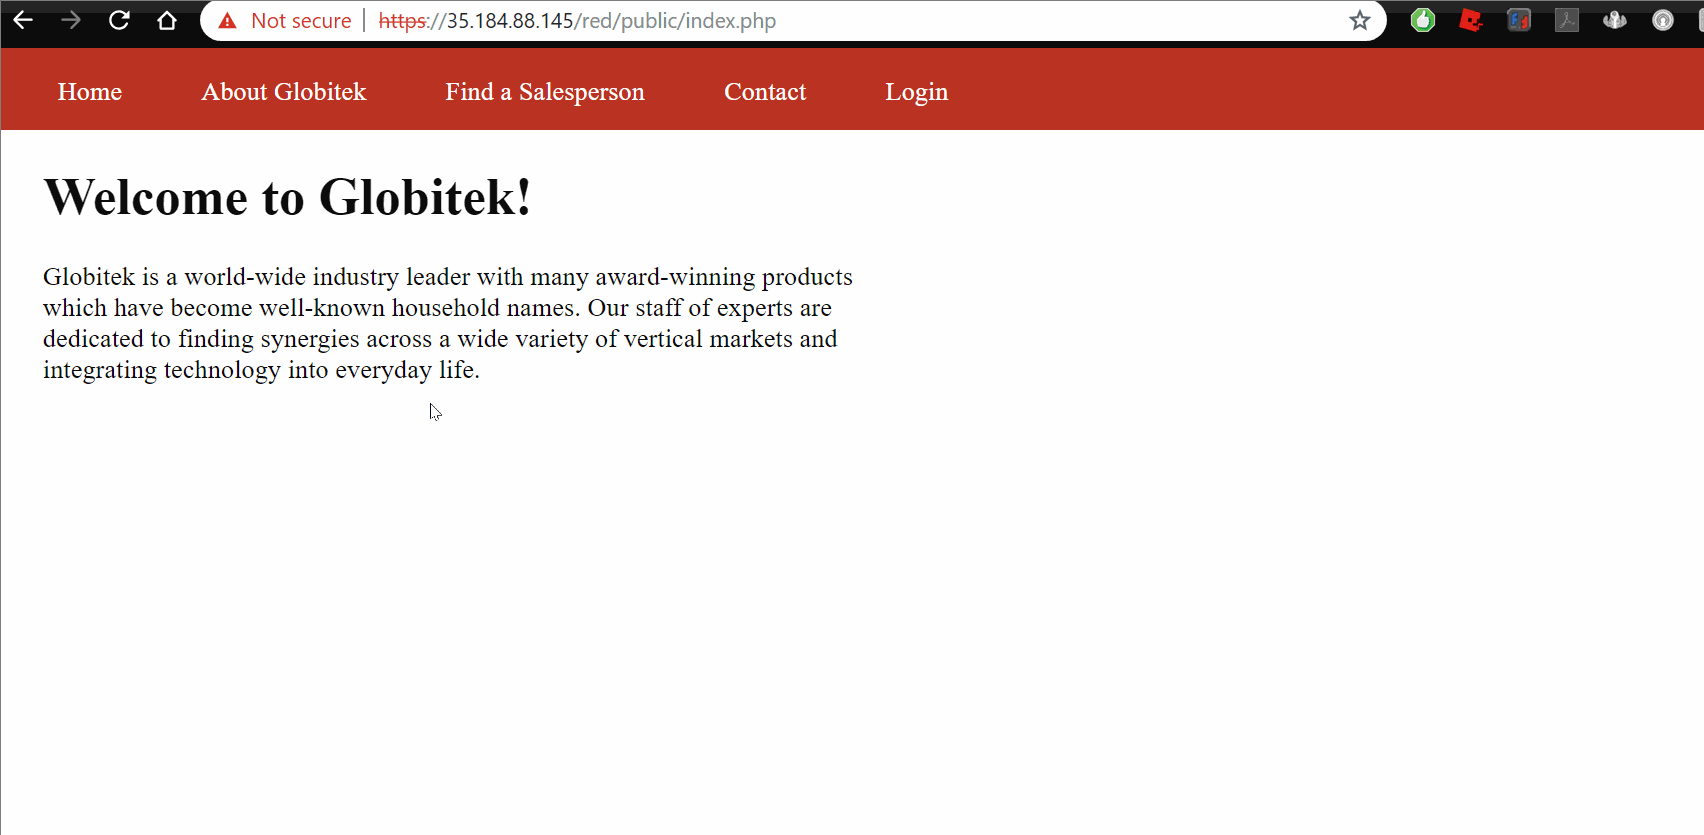 Not secure | https://35.184.88.145/red/public/index.php
Home About Globitek Find a Salesperson Contact Login
Welcome to Globitek!
Globitek is a world-wide industry leader with many award-winning products
which have become well-known household names. Our staff of experts are
dedicated to finding synergies across a wide variety of vertical markets and
integrating technology into everyday life.